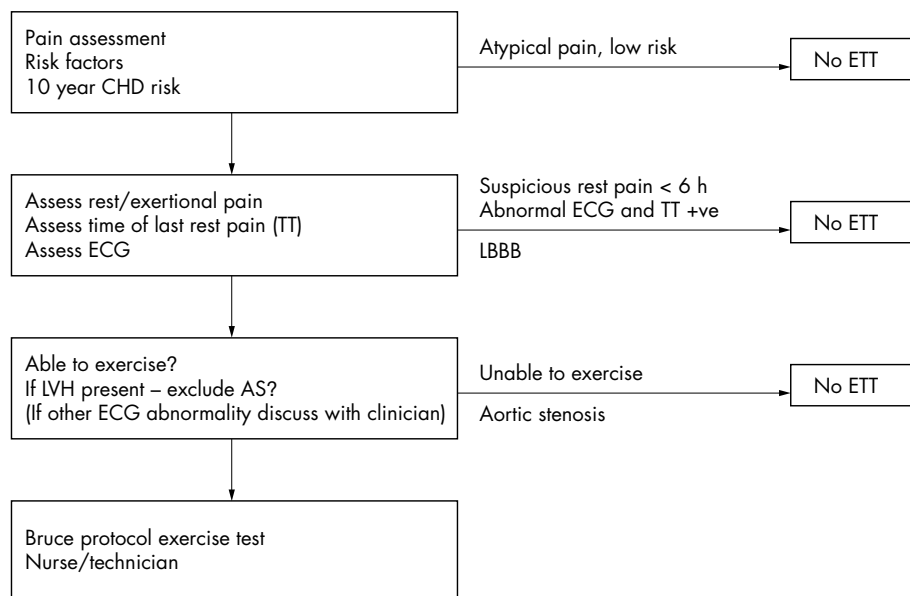 Pain assessment
Risk factors
10 year CHD risk
Atypical pain, low risk
No ETT
Assess rest/exertional pain
Assess time of last rest pain (TT)
Assess ECG
Suspicious rest pain < 6 h
Abnormal ECG and TT +ve
LBBB
No ETT
Able to exercise?
If LVH present – exclude AS?
(If other ECG abnormality discuss with clinician)
Unable to exercise
Aortic stenosis
No ETT
Bruce protocol exercise test
Nurse/technician